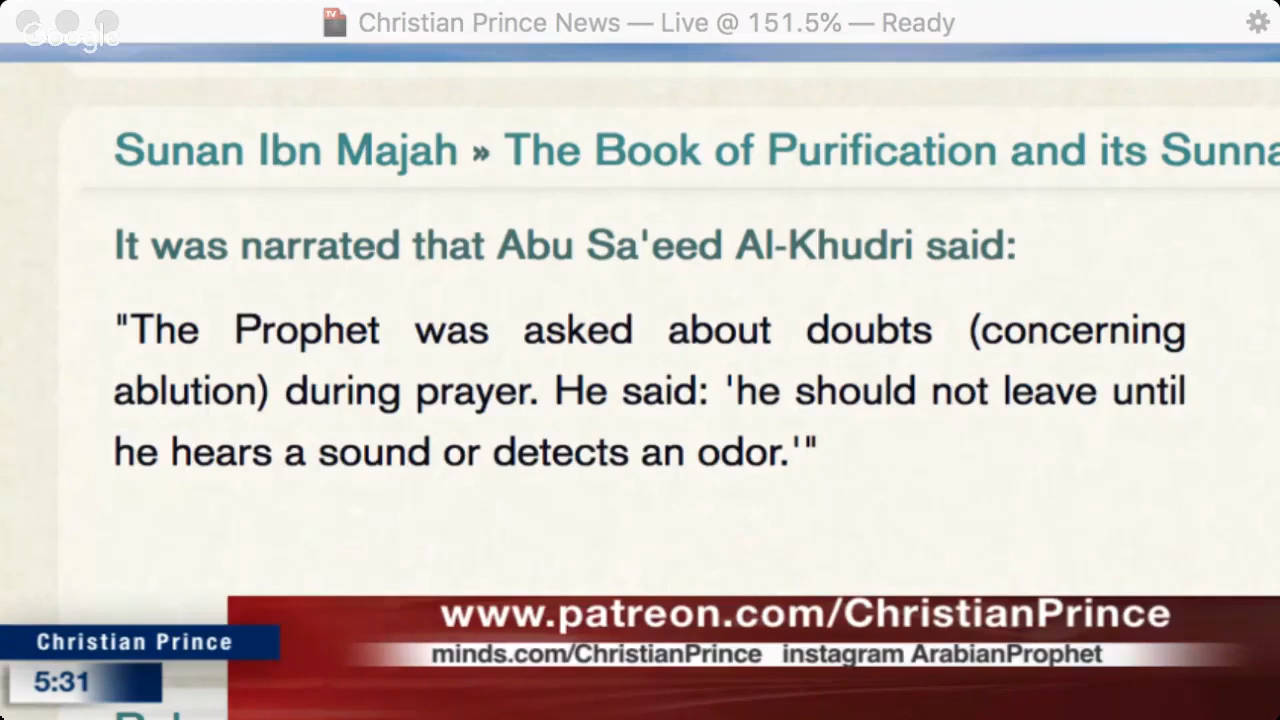 Christian Prince News — Live @ 151.5% — Ready
Google
Sunan Ibn Majah » The Book of Purification and its Sunna
It was narrated that Abu Sa'eed Al-Khudri said:
"The Prophet was asked about doubts (concerning
ablution) during prayer. He said: 'he should not leave until
he hears a sound or detects an odor.'"
www.patreon.com/ChristianPrince
Christian Prince
minds.com/ChristianPrince instagram ArabianProphet
5:31